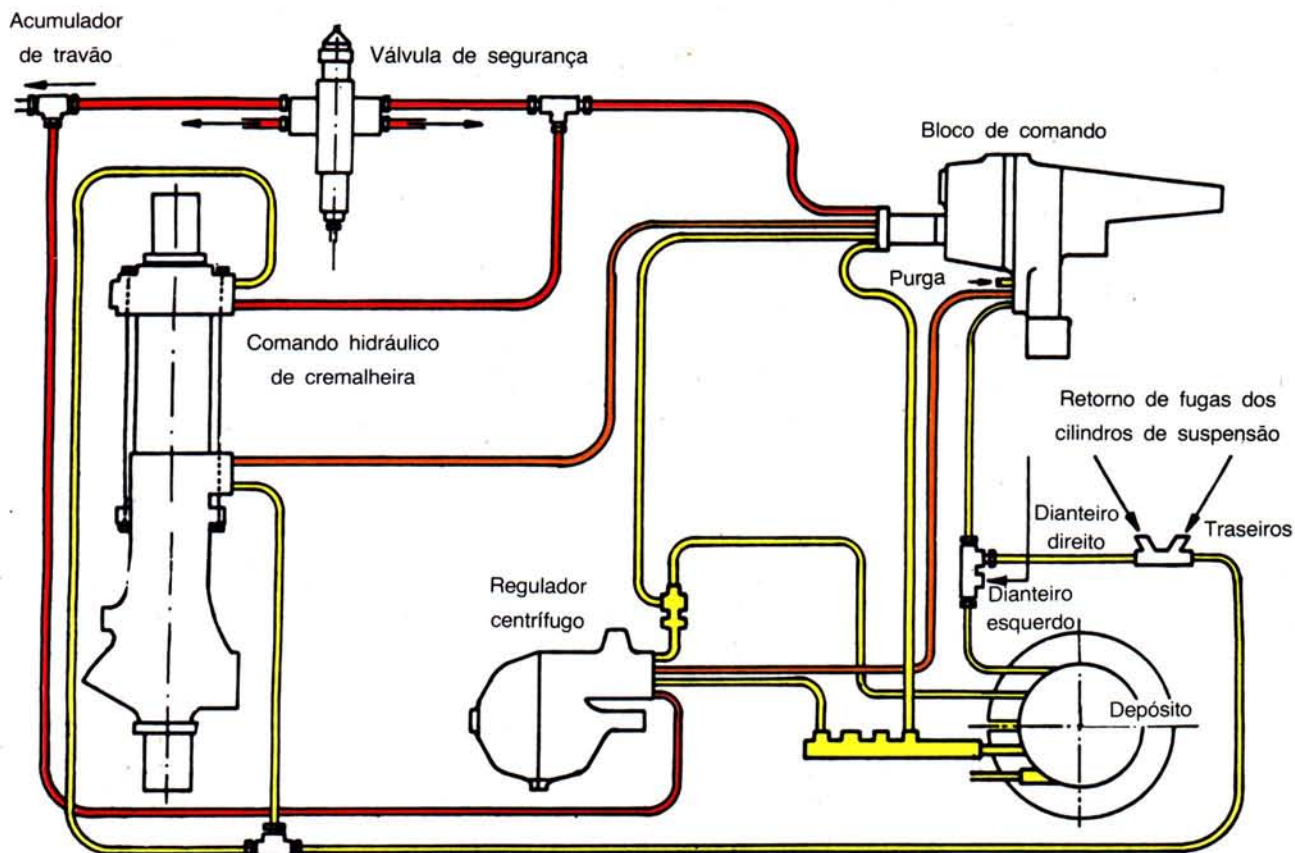 Acumulador
de travão
Válvula de segurança
Bloco de comando
Purga
Comando hidráulico
de cremalheira
Retorno de fugas dos
cilindros de suspensão
Dianteiro
direito
Traseiros
Regulador
centrífugo
Dianteiro
esquerdo
Depósito